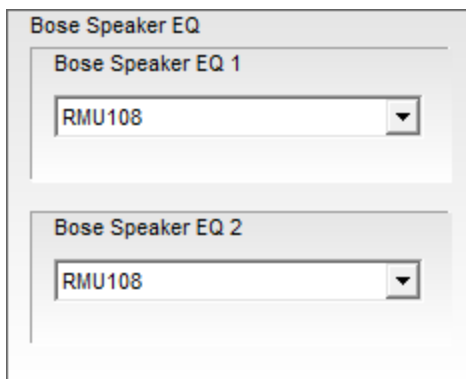 Bose Speaker EQ
Bose Speaker EQ 1
RMU108
Bose Speaker EQ 2
RMU108